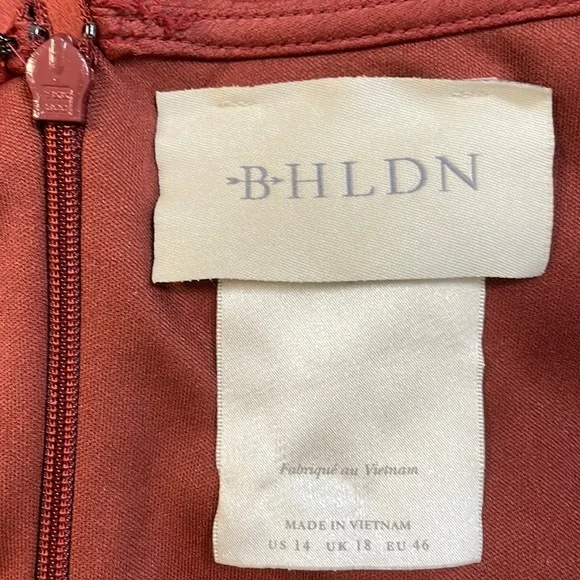 BHLDN
Fabriqué au Vietnam
MADE IN VIETNAM
US 14 UK 18 EU 46